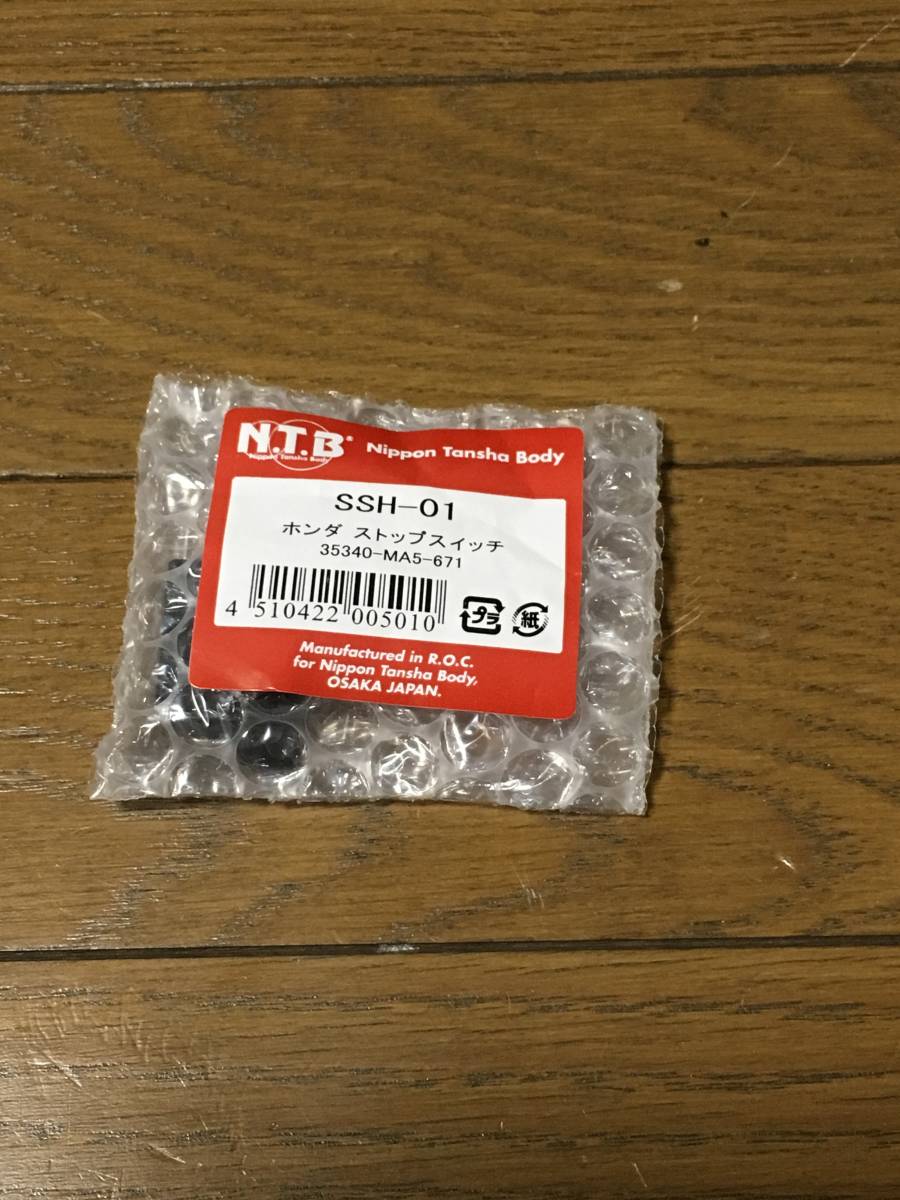 N.T.B® Nippon Tansha Body
Nippon Tansha Body
SSH-01
ホンダ ストップスイッチ
35340-MA5-671
4 510422 005010
プラ 紙
Manufactured in R.O.C.
for Nippon Tansha Body,
OSAKA JAPAN.